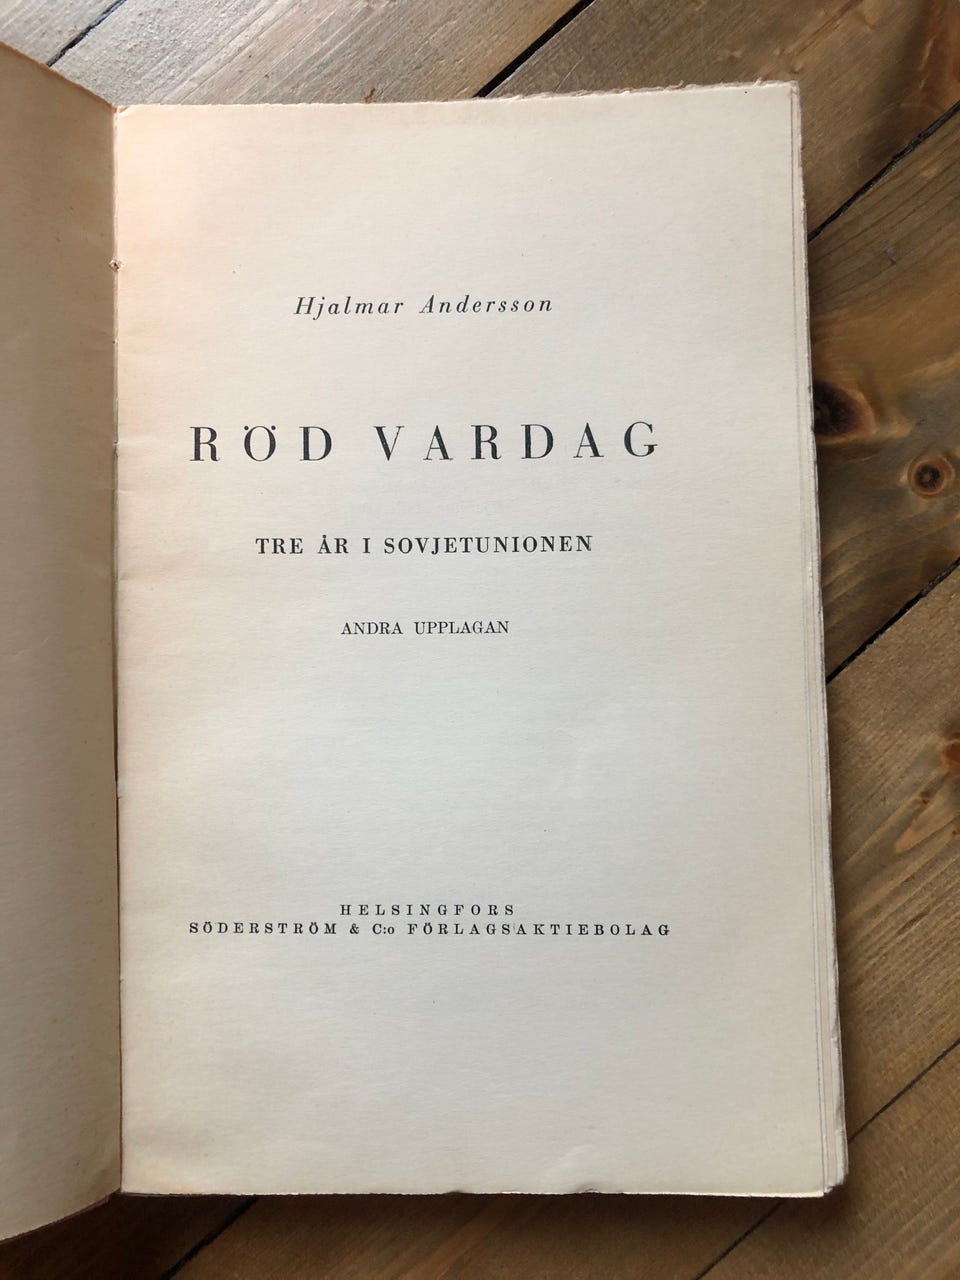 Hjalmar Andersson
RÖD VARDAG
TRE ÅR I SOVJETUNIONEN
ANDRA UPPLAGAN
HELSINGFORS
SÖDERSTRÖM & C:o FÖRLAGSAKTIEBOLAG